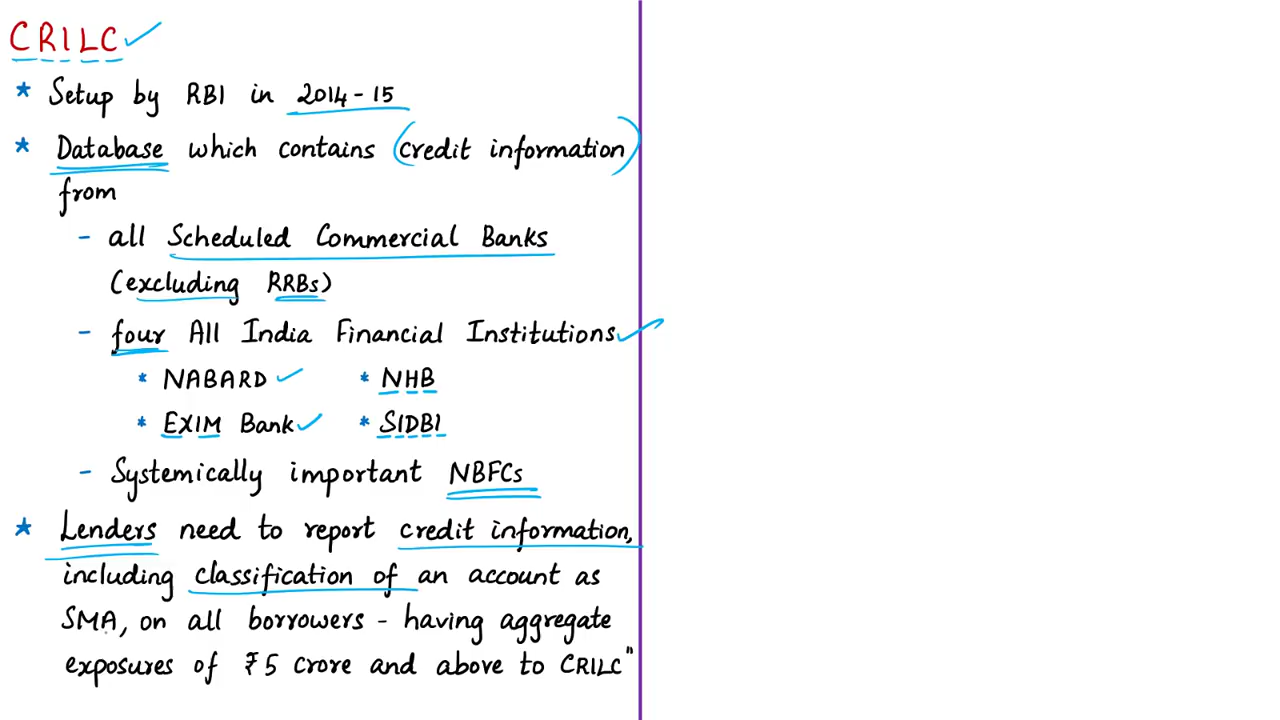 CRILC
* Setup by RBI in 2014-15
* Database which contains (credit information)
from
- all Scheduled Commercial Banks
(excluding RRBs)
- four All India Financial Institutions
* NABARD * NHB
* EXIM Bank * SIDBI
- Systemically important NBFCs
* Lenders need to report credit information,
including classification of an account as
SMA, on all borrowers - having aggregate
exposures of ₹5 crore and above to CRILC"